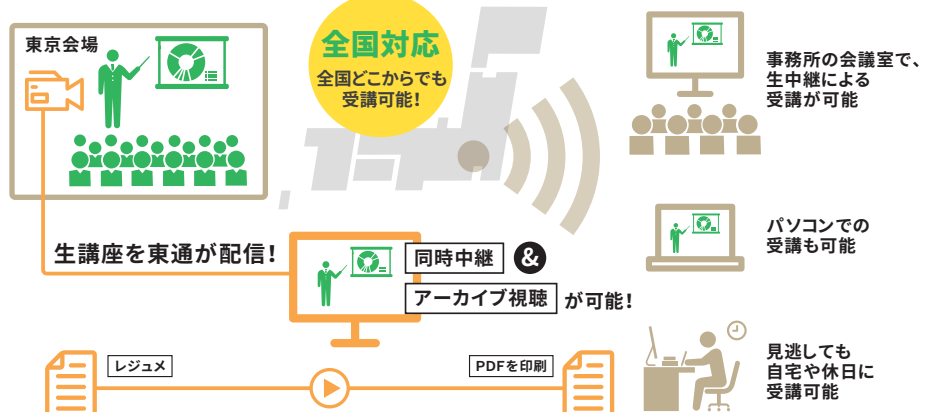 東京会場
全国対応
全国どこからでも
受講可能！
事務所の会議室で、
生中継による
受講が可能
生講座を東通が配信！
同時中継 &
アーカイブ視聴 が可能！
パソコンでの
受講も可能
レジュメ
PDFを印刷
見逃しても
自宅や休日に
受講可能